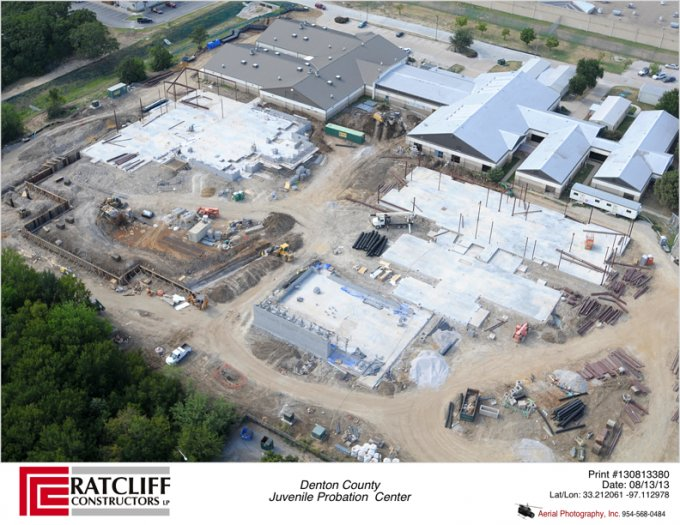 RATCLIFF
CONSTRUCTORS LP
Denton County
Juvenile Probation Center
Print #130813380
Date: 08/13/13
Lat/Lon: 33.212061 -97.112978
Aerial Photography, Inc. 954-568-0484